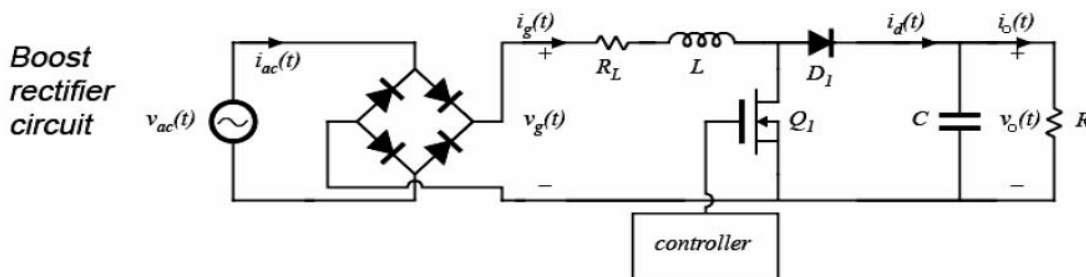 Boost
rectifier
circuit
i_ac(t)
v_ac(t)
i_g(t)
+
v_g(t)
–
R_L
L
Q_1
D_1
i_d(t)
C
i_o(t)
+
v_o(t)
–
R
controller